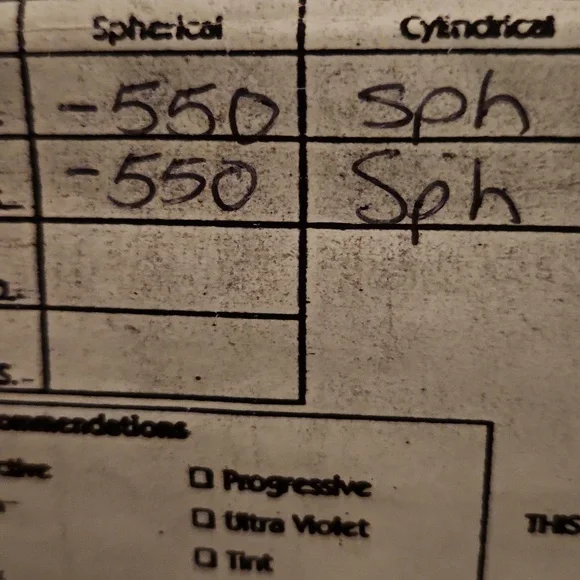 Spherical Cylindrical
-550 Sph
-550 Sph
☐ Progressive
☐ Ultra Violet THIS
☐ Tint